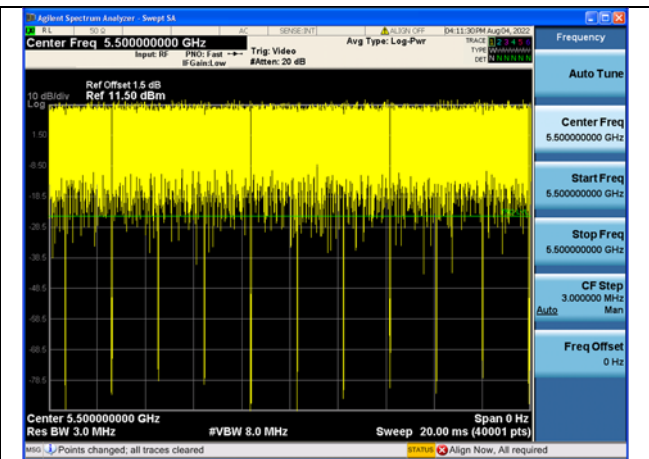 Agilent Spectrum Analyzer - Swept SA
RL 50 Ω AC SENSE:INT ALIGN OFF 04:11:30 PM Aug 04, 2022
Center Freq 5.500000000 GHz
Input: RF PNO: Fast IFGain:Low
Trig: Video #Atten: 20 dB
Avg Type: Log-Pwr
TRACE 1 2 3 4 5 6
TYPE
DET N N N N N N
Frequency
Auto Tune
Center Freq
5.500000000 GHz
Start Freq
5.500000000 GHz
Stop Freq
5.500000000 GHz
CF Step
3.000000 MHz
Auto Man
Freq Offset
0 Hz
Ref Offset 1.5 dB
10 dB/div Ref 11.50 dBm
Log
1.50
-8.50
-18.5
-28.5
-38.5
-48.5
-58.5
-68.5
-78.5
Center 5.500000000 GHz Span 0 Hz
Res BW 3.0 MHz #VBW 8.0 MHz Sweep 20.00 ms (40001 pts)
MSG Points changed; all traces cleared STATUS Align Now, All required